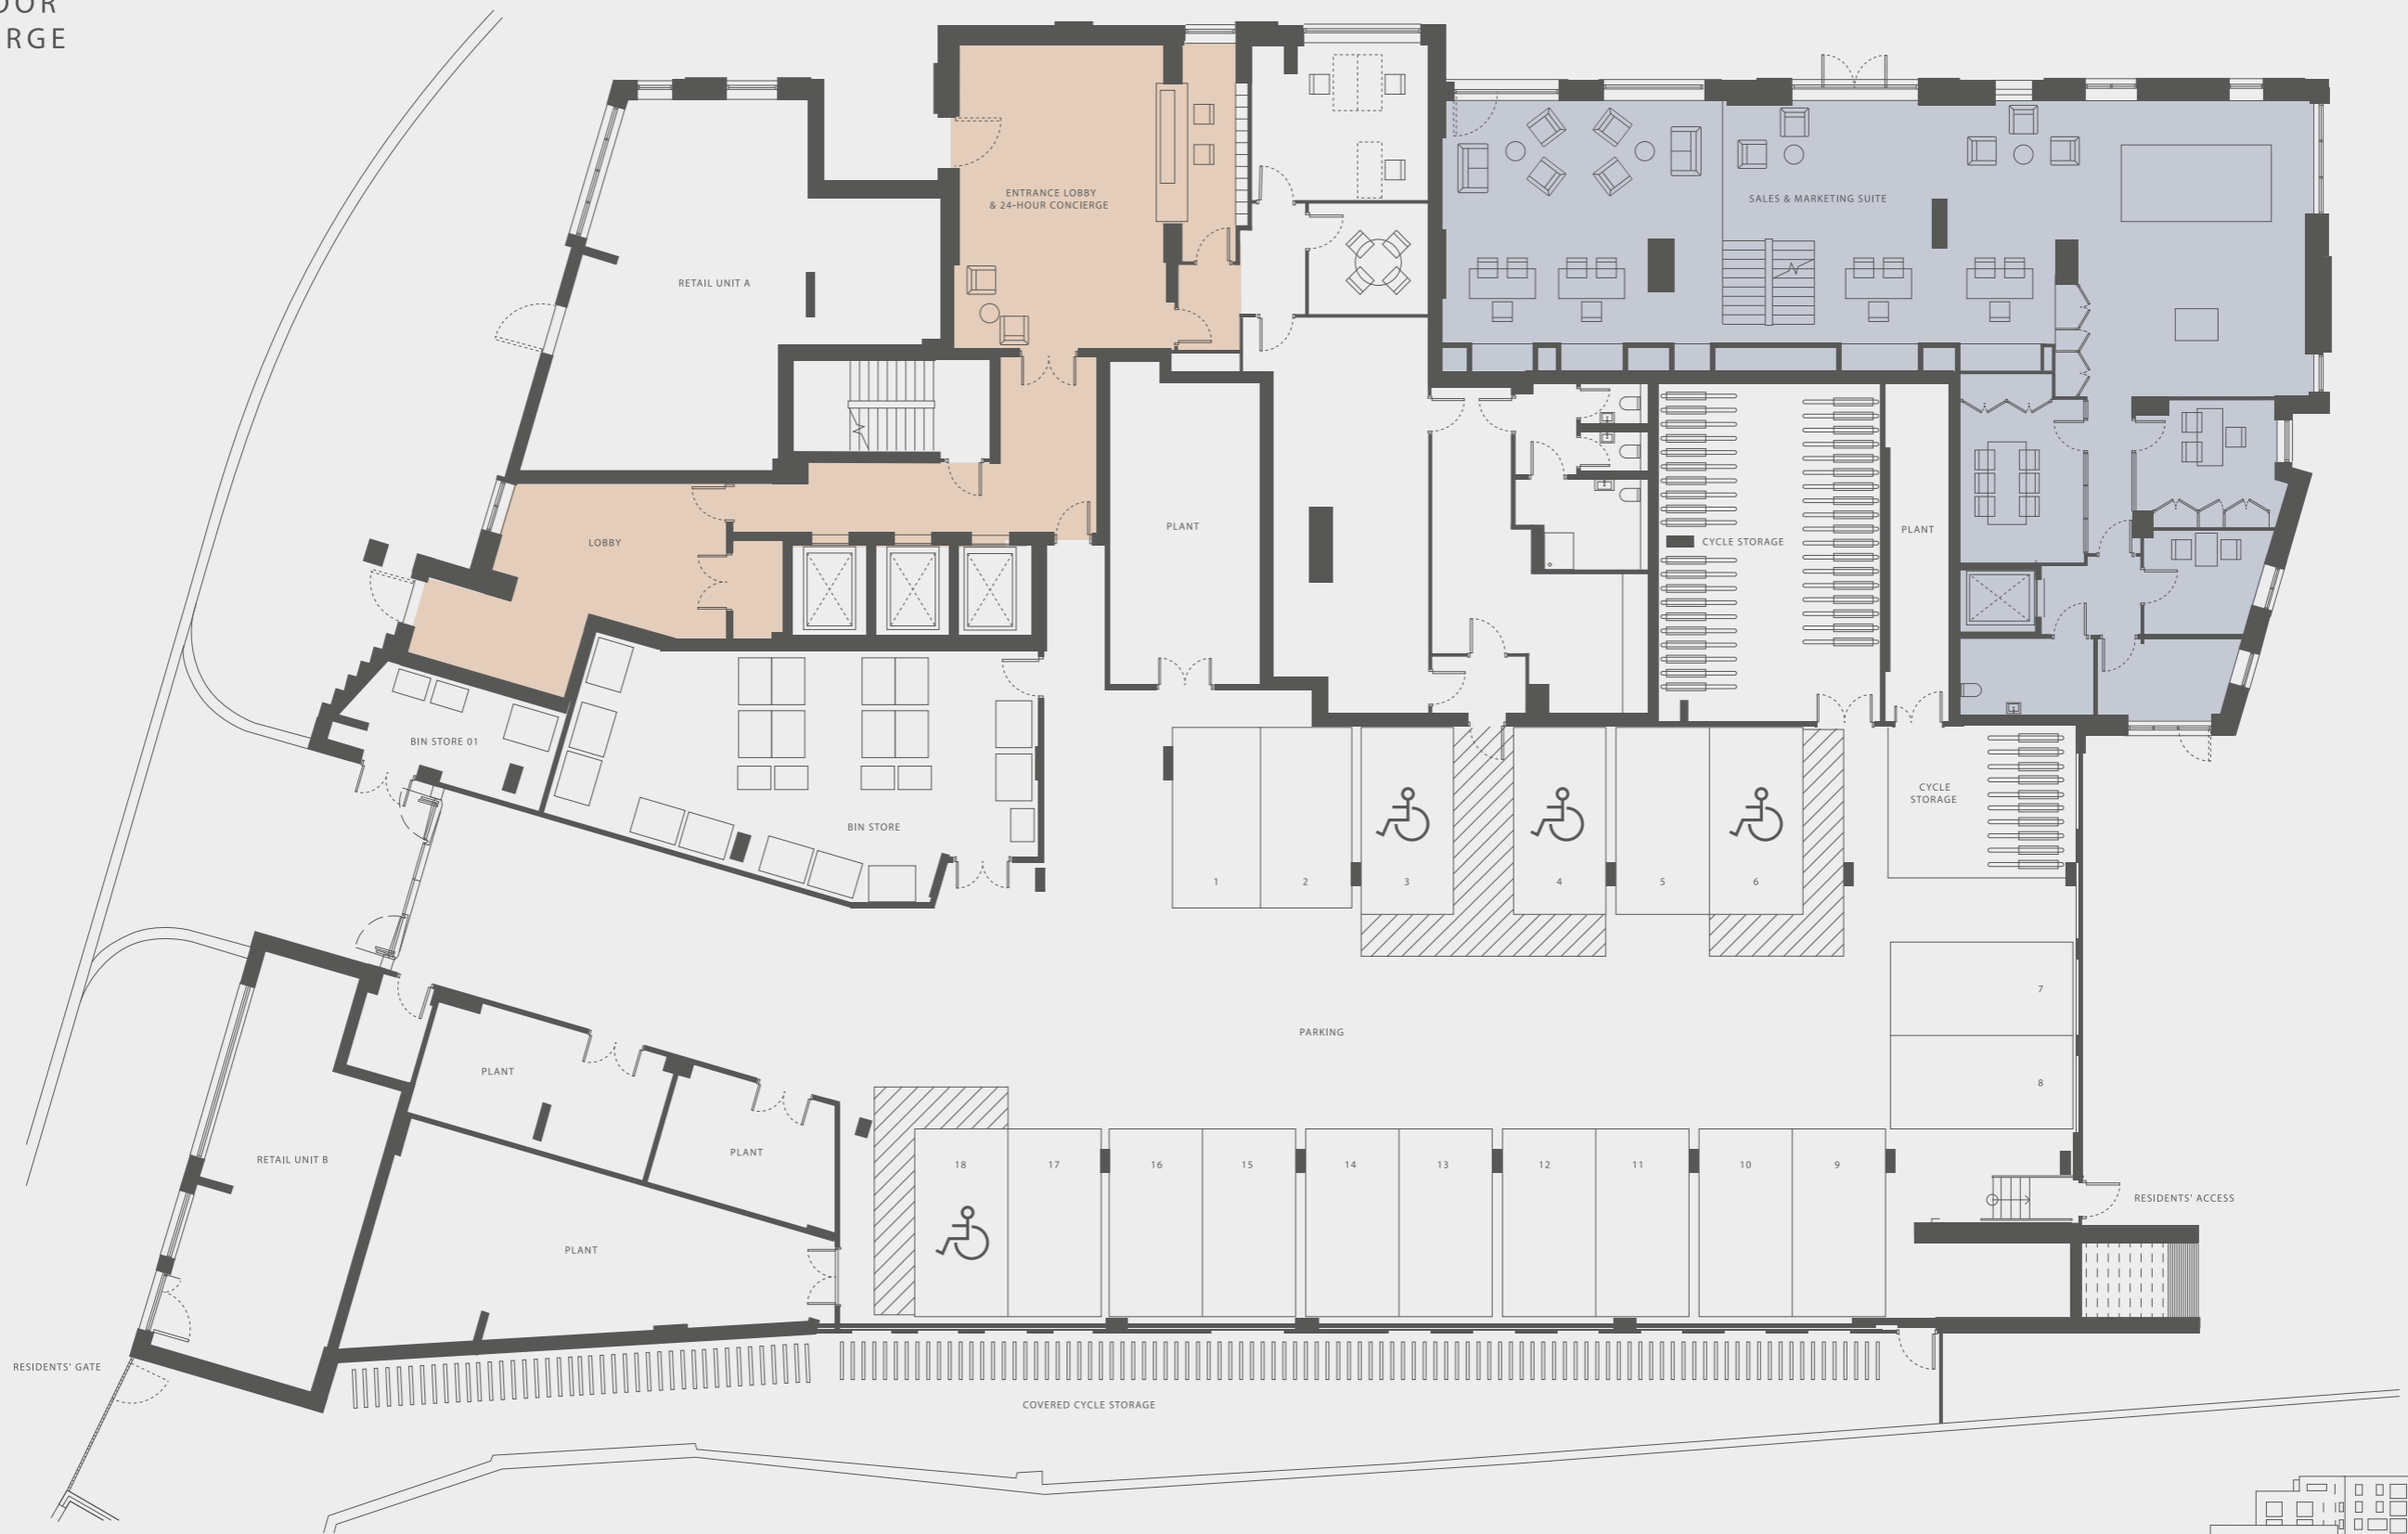 RGE
ENTRANCE LOBBY
& 24-HOUR CONCIERGE
SALES & MARKETING SUITE
RETAIL UNIT A
PLANT
CYCLE STORAGE
PLANT
LOBBY
BIN STORE 01
BIN STORE
CYCLE
STORAGE
1
2
3
4
5
6
7
8
PARKING
PLANT
PLANT
RETAIL UNIT B
18
17
16
15
14
13
12
11
10
9
RESIDENTS' ACCESS
PLANT
RESIDENTS' GATE
COVERED CYCLE STORAGE